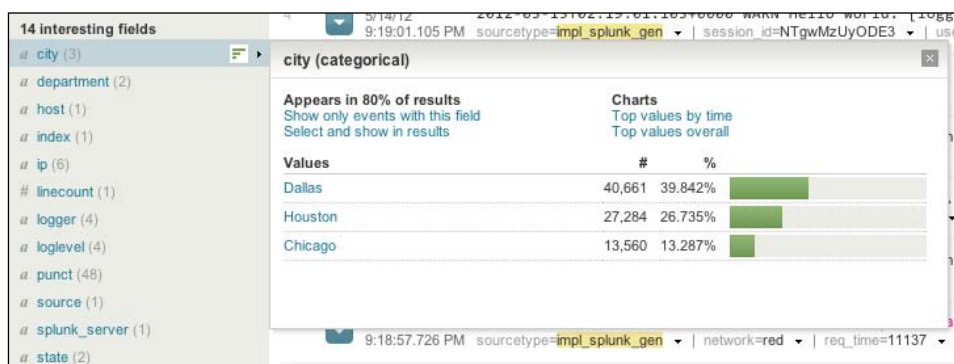 14 interesting fields
a city (3)
a department (2)
a host (1)
a index (1)
a ip (6)
# linecount (1)
a logger (4)
a loglevel (4)
a punct (48)
a source (1)
a splunk_server (1)
a state (2)
4 5/14/12
9:19:01.105 PM sourcetype=impl_splunk_gen | session_id=NTgwMzUyODE3 |
city (categorical)
Appears in 80% of results
Show only events with this field
Select and show in results
Charts
Top values by time
Top values overall
Values # %
Dallas 40,661 39.842%
Houston 27,284 26.735%
Chicago 13,560 13.287%
9:18:57.726 PM sourcetype=impl_splunk_gen | network=red | req_time=11137